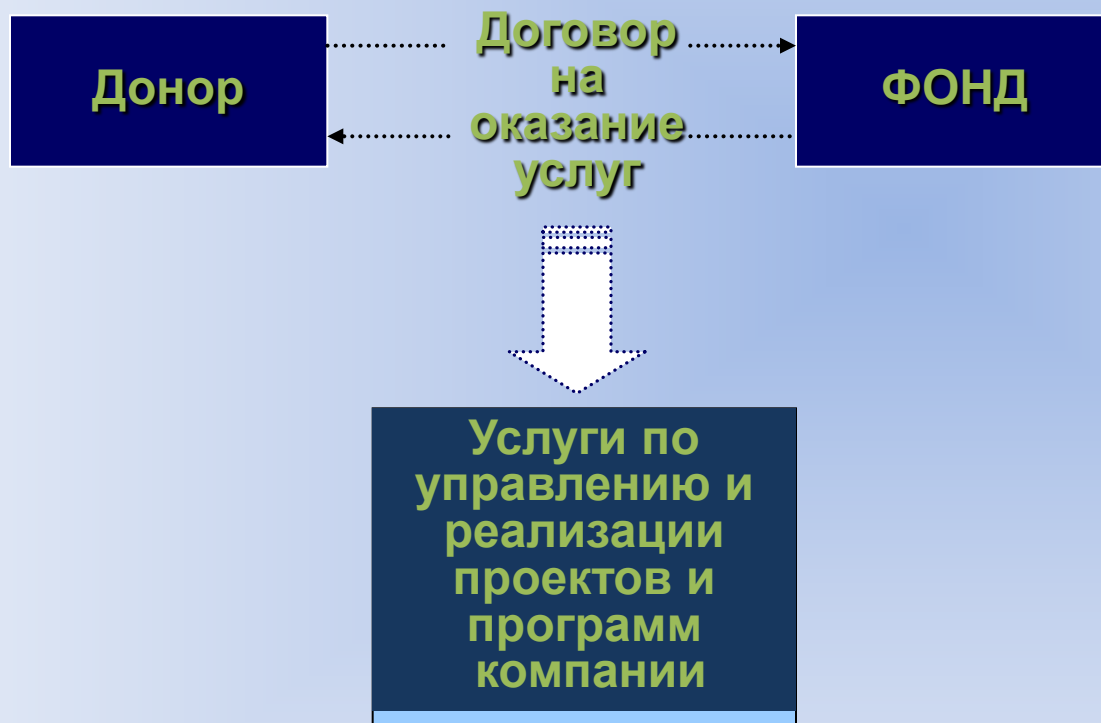 Донор
Договор
на
оказание
услуг
ФОНД
Услуги по
управлению и
реализации
проектов и
программ
компании